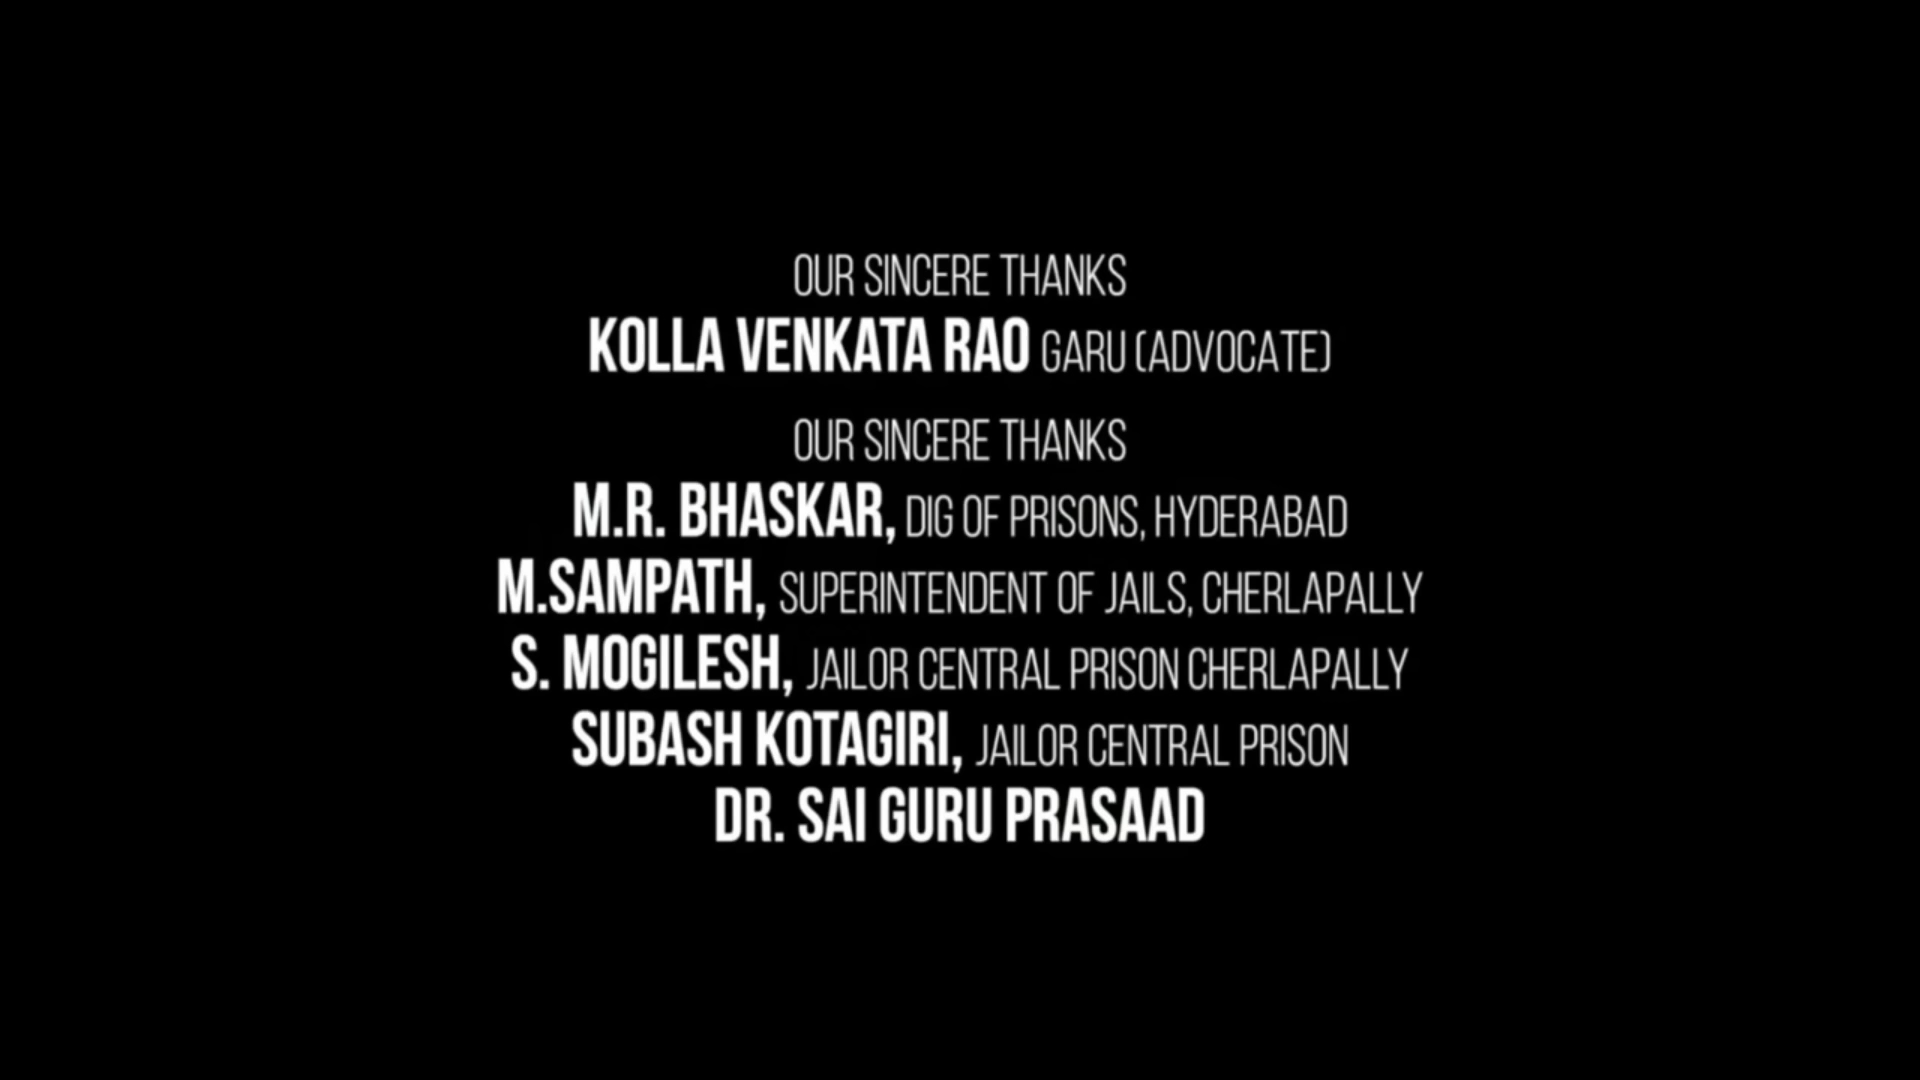 OUR SINCERE THANKS
KOLLA VENKATA RAO GARU (ADVOCATE)
OUR SINCERE THANKS
M.R. BHASKAR, DIG OF PRISONS, HYDERABAD
M.SAMPATH, SUPERINTENDENT OF JAILS, CHERLAPALLY
S. MOGILESH, JAILOR CENTRAL PRISON CHERLAPALLY
SUBASH KOTAGIRI, JAILOR CENTRAL PRISON
DR. SAI GURU PRASAAD